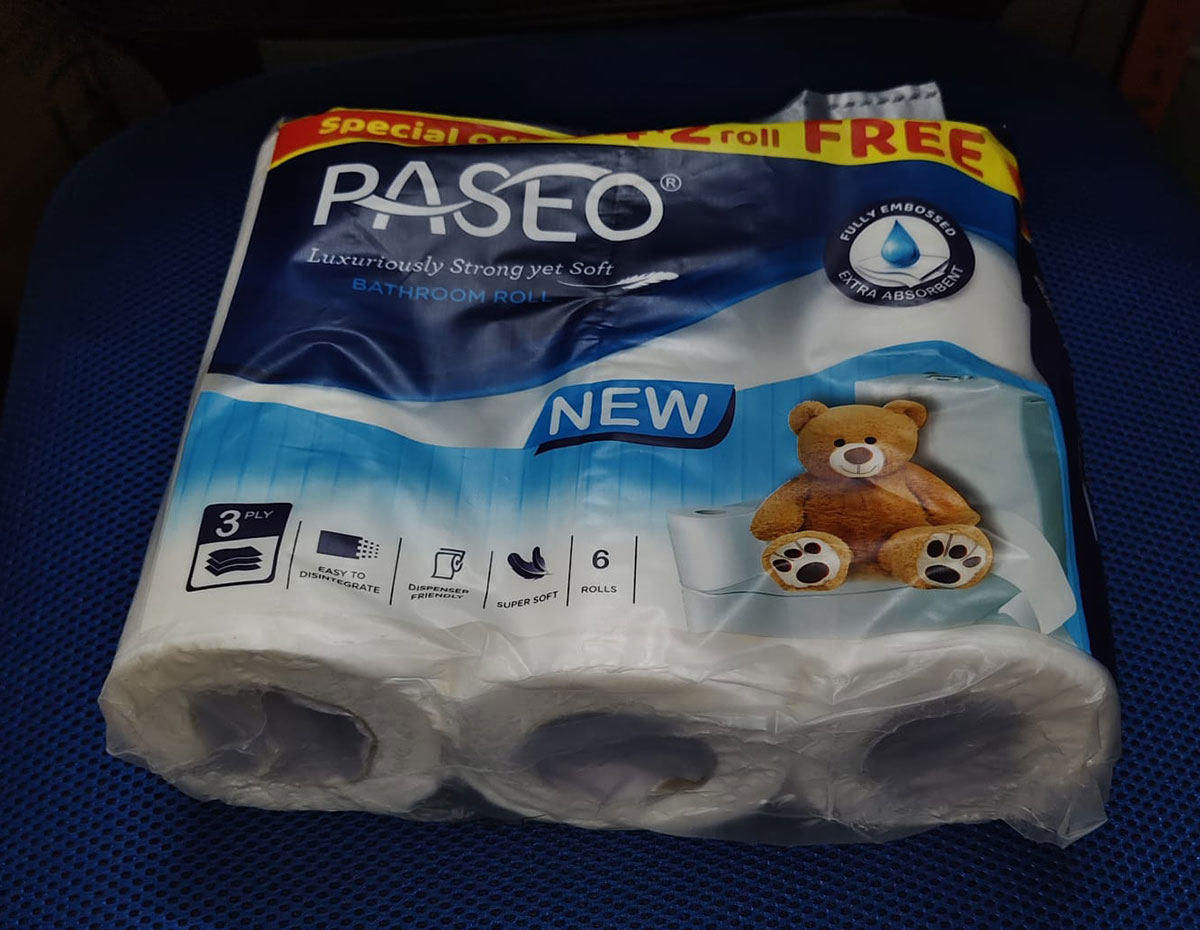 Special
2 roll FREE
PASEO®
Luxuriously Strong yet Soft
BATHROOM ROLL
FULLY EMBOSSED
EXTRA ABSORBENT
NEW
3 PLY
EASY TO
DISINTEGRATE
DISPENSER
FRIENDLY
SUPER SOFT
6
ROLLS